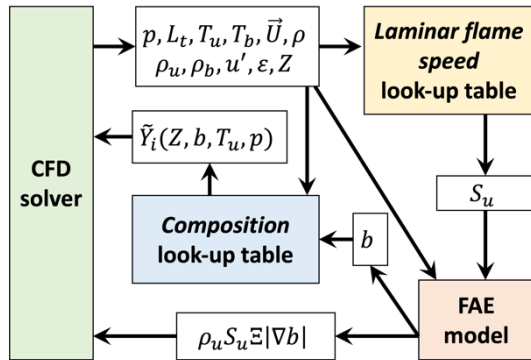 p, L_t, T_u, T_b, \vec{U}, ρ
ρ_u, ρ_b, u′, ε, Z
Laminar flame
speed
look-up table
Ỹ_i(Z, b, T_u, p)
CFD
solver
S_u
Composition
look-up table
b
ρ_u S_u Ξ|∇b|
FAE
model